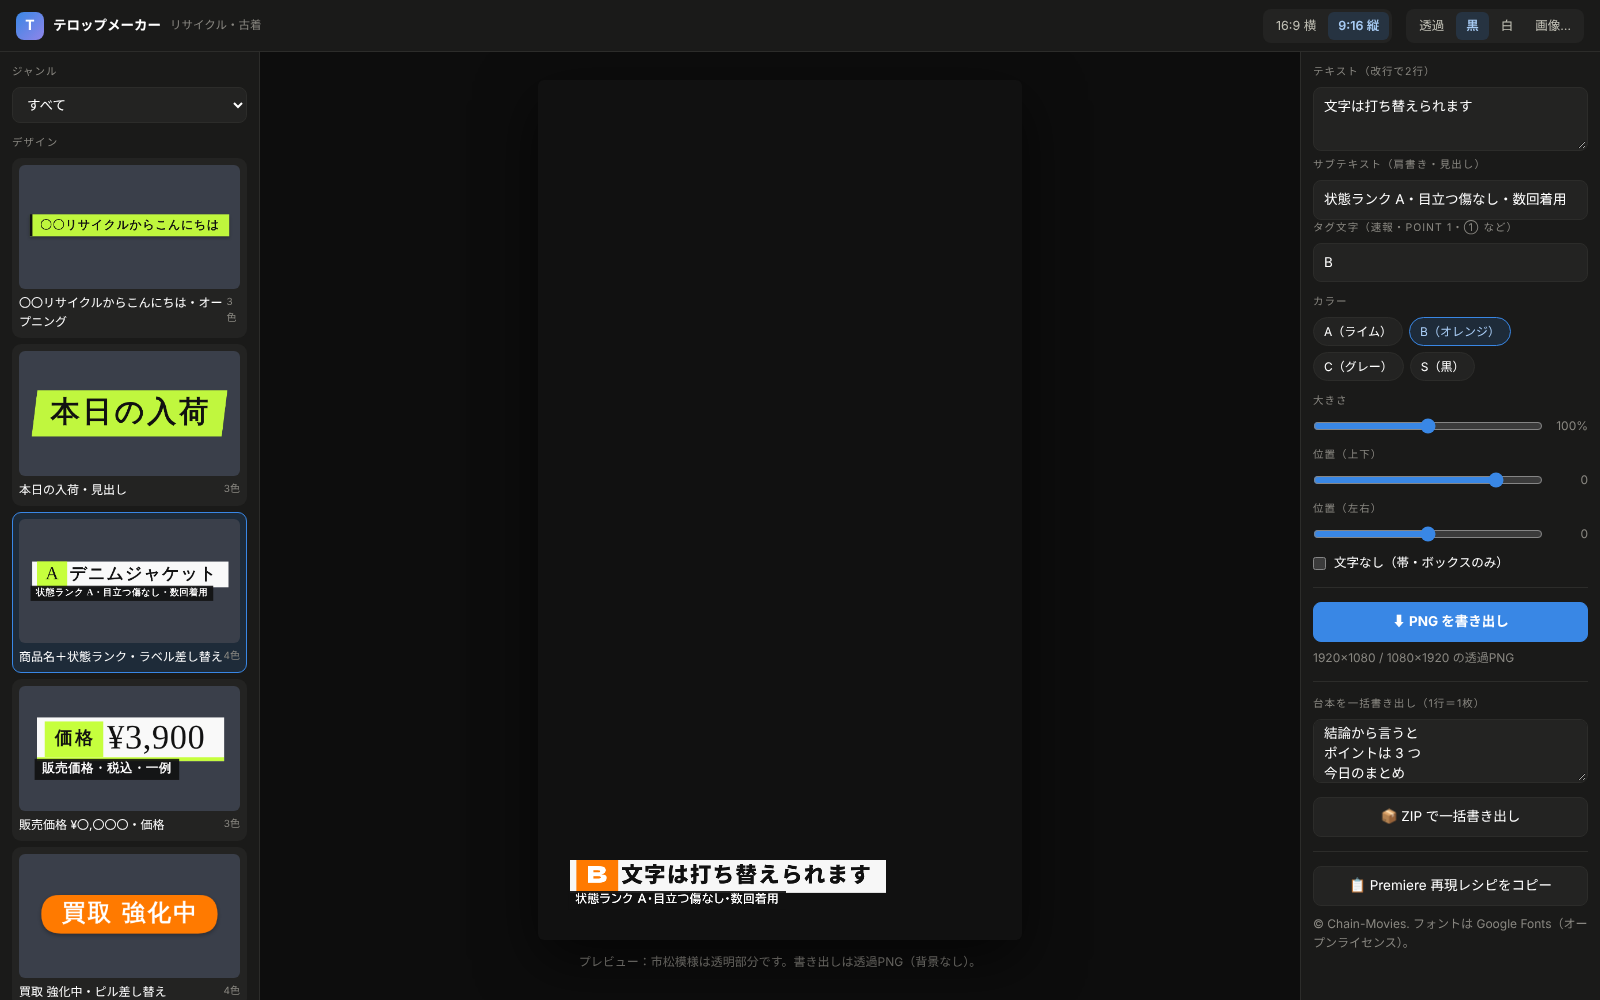 T テロップメーカー リサイクル・古着
16:9 横 9:16 縦 透過 黒 白 画像...
ジャンル
すべて
デザイン
〇〇リサイクルからこんにちは
〇〇リサイクルからこんにちは・オープニング 3色
本日の入荷
本日の入荷・見出し 3色
A デニムジャケット
状態ランク A・目立つ傷なし・数回着用
商品名＋状態ランク・ラベル差し替え 4色
価格 ¥3,900
販売価格・税込・一例
販売価格 ¥〇,〇〇〇・価格 3色
買取 強化中
買取 強化中・ピル差し替え 4色
B 文字は打ち替えられます
状態ランク A・目立つ傷なし・数回着用
プレビュー：市松模様は透明部分です。書き出しは透過PNG（背景なし）。
テキスト（改行で2行）
文字は打ち替えられます
サブテキスト（肩書き・見出し）
状態ランク A・目立つ傷なし・数回着用
タグ文字（速報・POINT 1・① など）
B
カラー
A（ライム） B（オレンジ）
C（グレー） S（黒）
大きさ
100%
位置（上下）
0
位置（左右）
0
文字なし（帯・ボックスのみ）
⬇ PNG を書き出し
1920×1080 / 1080×1920 の透過PNG
台本を一括書き出し（1行＝1枚）
結論から言うと
ポイントは 3 つ
今日のまとめ
📦 ZIP で一括書き出し
📋 Premiere 再現レシピをコピー
© Chain-Movies. フォントは Google Fonts（オープンライセンス）。